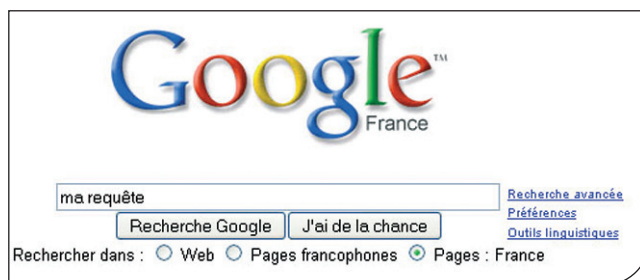 Google™
France
ma requête
Recherche avancée
Préférences
Recherche Google J'ai de la chance
Outils linguistiques
Rechercher dans : Web Pages francophones Pages : France